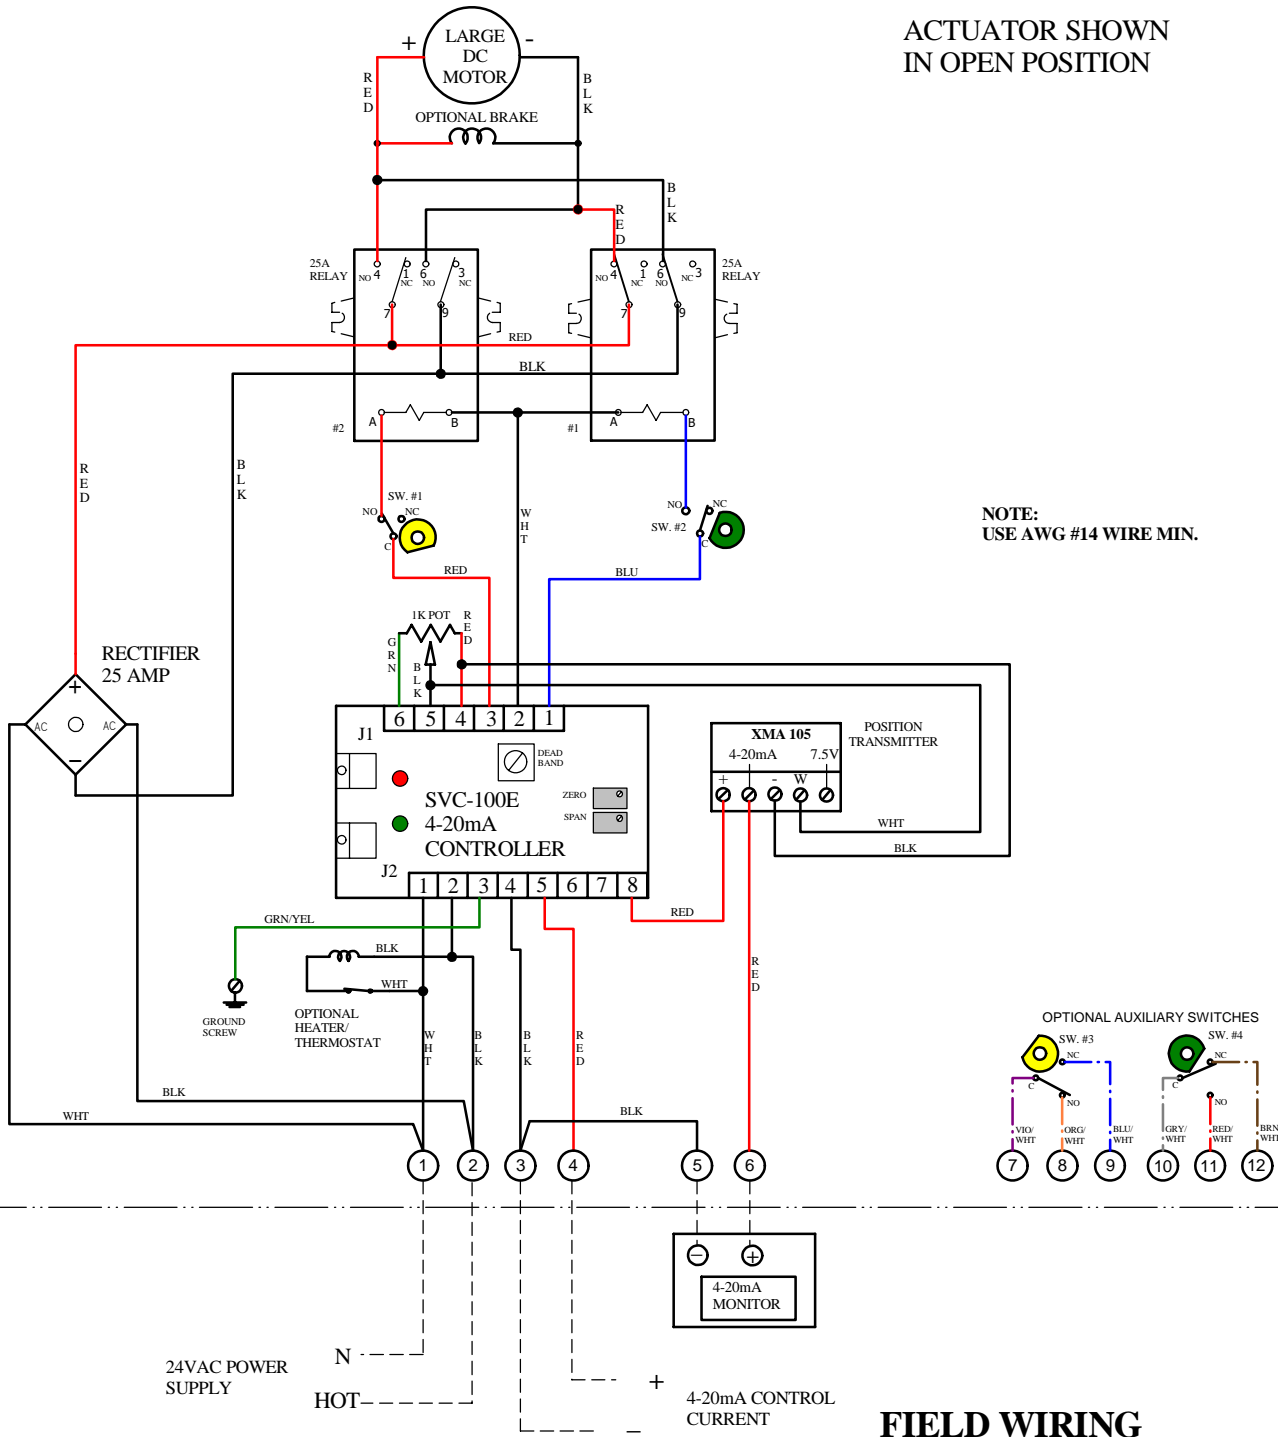 ACTUATOR SHOWN
IN OPEN POSITION
+
LARGE
DC
MOTOR
-
RED
BLK
OPTIONAL BRAKE
BLK
RED
25A
RELAY
NO 4
1
NC
6
NO
3
NC
7
9
NO 4
1
NC
6
NO
NC 3
7
9
25A
RELAY
RED
BLK
A
B
#2
A
B
#1
RED
BLK
SW. #1
NO
NC
C
WHT
NO
NC
SW. #2
C
NOTE:
USE AWG #14 WIRE MIN.
RED
BLU
1K POT
GRN
BLK
RED
RECTIFIER
25 AMP
+
AC
AC
−
6 5 4 3 2 1
J1
DEAD
BAND
SVC-100E
4-20mA
CONTROLLER
ZERO
SPAN
J2
1 2 3 4 5 6 7 8
XMA 105
4-20mA
7.5V
+ - W
POSITION
TRANSMITTER
WHT
BLK
RED
RED
GRN/YEL
BLK
WHT
GROUND
SCREW
OPTIONAL
HEATER/
THERMOSTAT
WHT
BLK
BLK
RED
BLK
WHT
BLK
OPTIONAL AUXILIARY SWITCHES
SW. #3
NC
C
NO
SW. #4
NC
C
NO
VIO/
WHT
ORG/
WHT
BLU/
WHT
GRY/
WHT
RED/
WHT
BRN
WHT
1 2 3 4 5 6 7 8 9 10 11 12
− +
4-20mA
MONITOR
24VAC POWER
SUPPLY
N
HOT
+
−
4-20mA CONTROL
CURRENT
FIELD WIRING